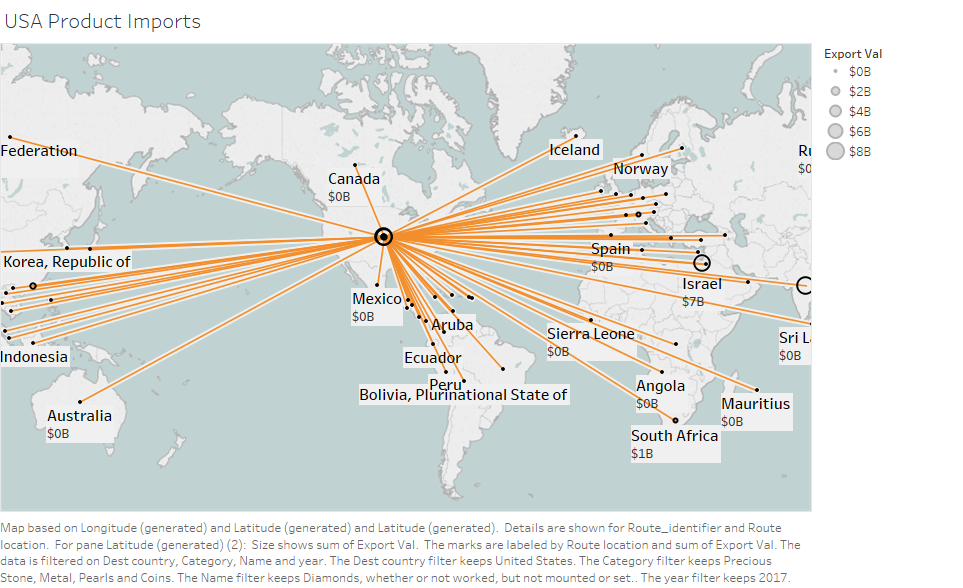 USA Product Imports
Export Val
$0B
$2B
$4B
$6B
$8B
Federation
Iceland
Canada
$0B
Norway
Ru
$0
Korea, Republic of
Spain
$0B
Israel
$7B
Mexico
$0B
Aruba
Sierra Leone
$0B
Sri L
$0B
Indonesia
Ecuador
Peru
Bolivia, Plurinational State of
Angola
$0B
Mauritius
$0B
Australia
$0B
South Africa
$1B
Map based on Longitude (generated) and Latitude (generated) and Latitude (generated).  Details are shown for Route_identifier and Route
location.  For pane Latitude (generated) (2):  Size shows sum of Export Val.  The marks are labeled by Route location and sum of Export Val. The
data is filtered on Dest country, Category, Name and year. The Dest country filter keeps United States. The Category filter keeps Precious
Stone, Metal, Pearls and Coins. The Name filter keeps Diamonds, whether or not worked, but not mounted or set.. The year filter keeps 2017.